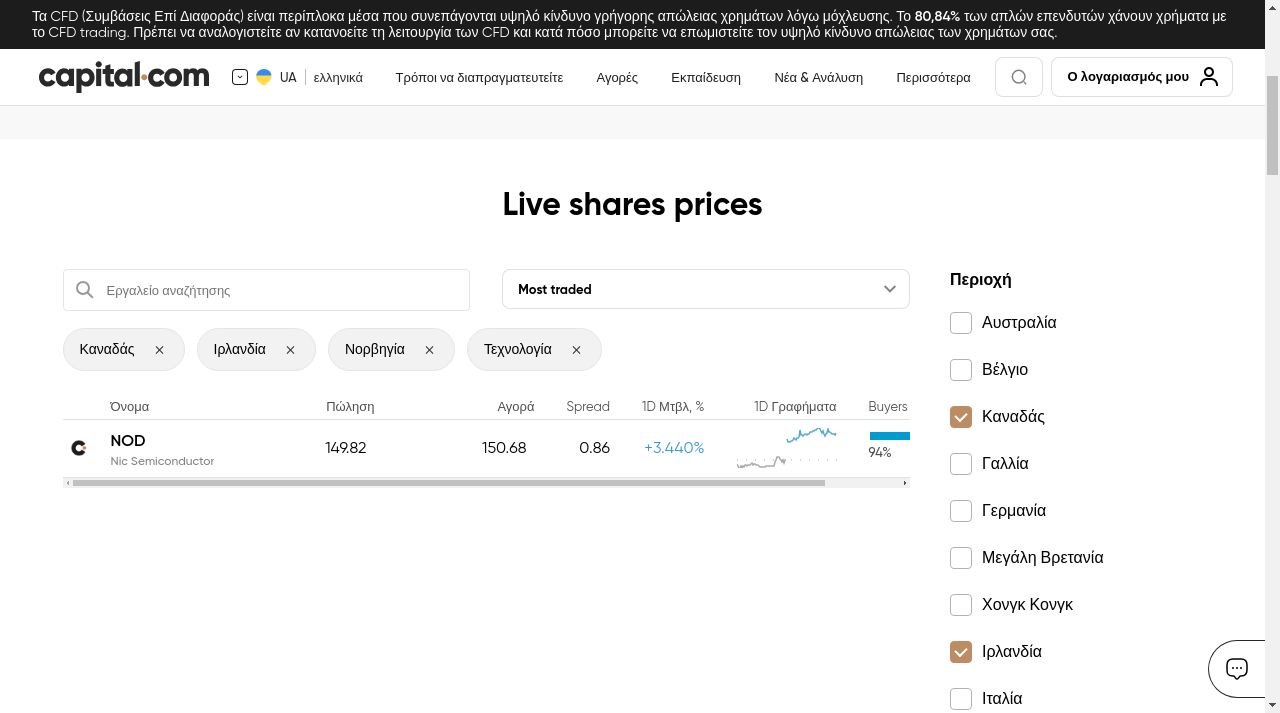 Τα CFD (Συμβάσεις Επί Διαφοράς) είναι περίπλοκα μέσα που συνεπάγονται υψηλό κίνδυνο γρήγορης απώλειας χρημάτων λόγω μόχλευσης. Το 80,84% των απλών επενδυτών χάνουν χρήματα με
το CFD trading. Πρέπει να αναλογιστείτε αν κατανοείτε τη λειτουργία των CFD και κατά πόσο μπορείτε να επωμιστείτε τον υψηλό κίνδυνο απώλειας των χρημάτων σας.
capital.com UA ελληνικά Τρόποι να διαπραγματευτείτε Αγορές Εκπαίδευση Νέα & Ανάλυση Περισσότερα Ο λογαριασμός μου
Live shares prices
Εργαλείο αναζήτησης
Most traded
Καναδάς Ιρλανδία Νορβηγία Τεχνολογία
Όνομα Πώληση Αγορά Spread 1D Μτβλ, % 1D Γραφήματα Buyers
NOD 149.82 150.68 0.86 +3.440% 94%
Nic Semiconductor
Περιοχή
Αυστραλία
Βέλγιο
Καναδάς
Γαλλία
Γερμανία
Μεγάλη Βρετανία
Χονγκ Κονγκ
Ιρλανδία
Ιταλία